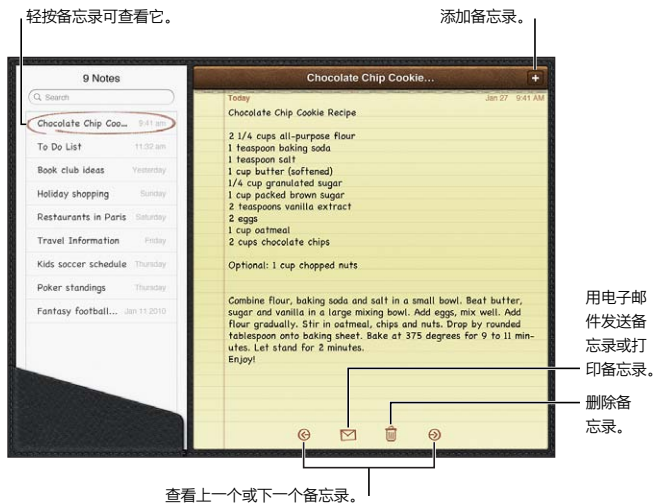 轻按备忘录可查看它。
添加备忘录。
9 Notes
Search
Chocolate Chip Coo... 9:41 am
To Do List 11:32 am
Book club ideas Yesterday
Holiday shopping Sunday
Restaurants in Paris Saturday
Travel Information Friday
Kids soccer schedule Thursday
Poker standings Thursday
Fantasy football... Jan 11 2010
Chocolate Chip Cookie...
+
Today Jan 27 9:41 AM
Chocolate Chip Cookie Recipe
2 1/4 cups all-purpose flour
1 teaspoon baking soda
1 teaspoon salt
1 cup butter (softened)
1/4 cup granulated sugar
1 cup packed brown sugar
2 teaspoons vanilla extract
2 eggs
1 cup oatmeal
2 cups chocolate chips
Optional: 1 cup chopped nuts
Combine flour, baking soda and salt in a small bowl. Beat butter,
sugar and vanilla in a large mixing bowl. Add eggs, mix well. Add
flour gradually. Stir in oatmeal, chips and nuts. Drop by rounded
tablespoon onto baking sheet. Bake at 375 degrees for 9 to 11 min-
utes. Let stand for 2 minutes.
Enjoy!
用电子邮
件发送备
忘录或打
印备忘录。
删除备
忘录。
查看上一个或下一个备忘录。